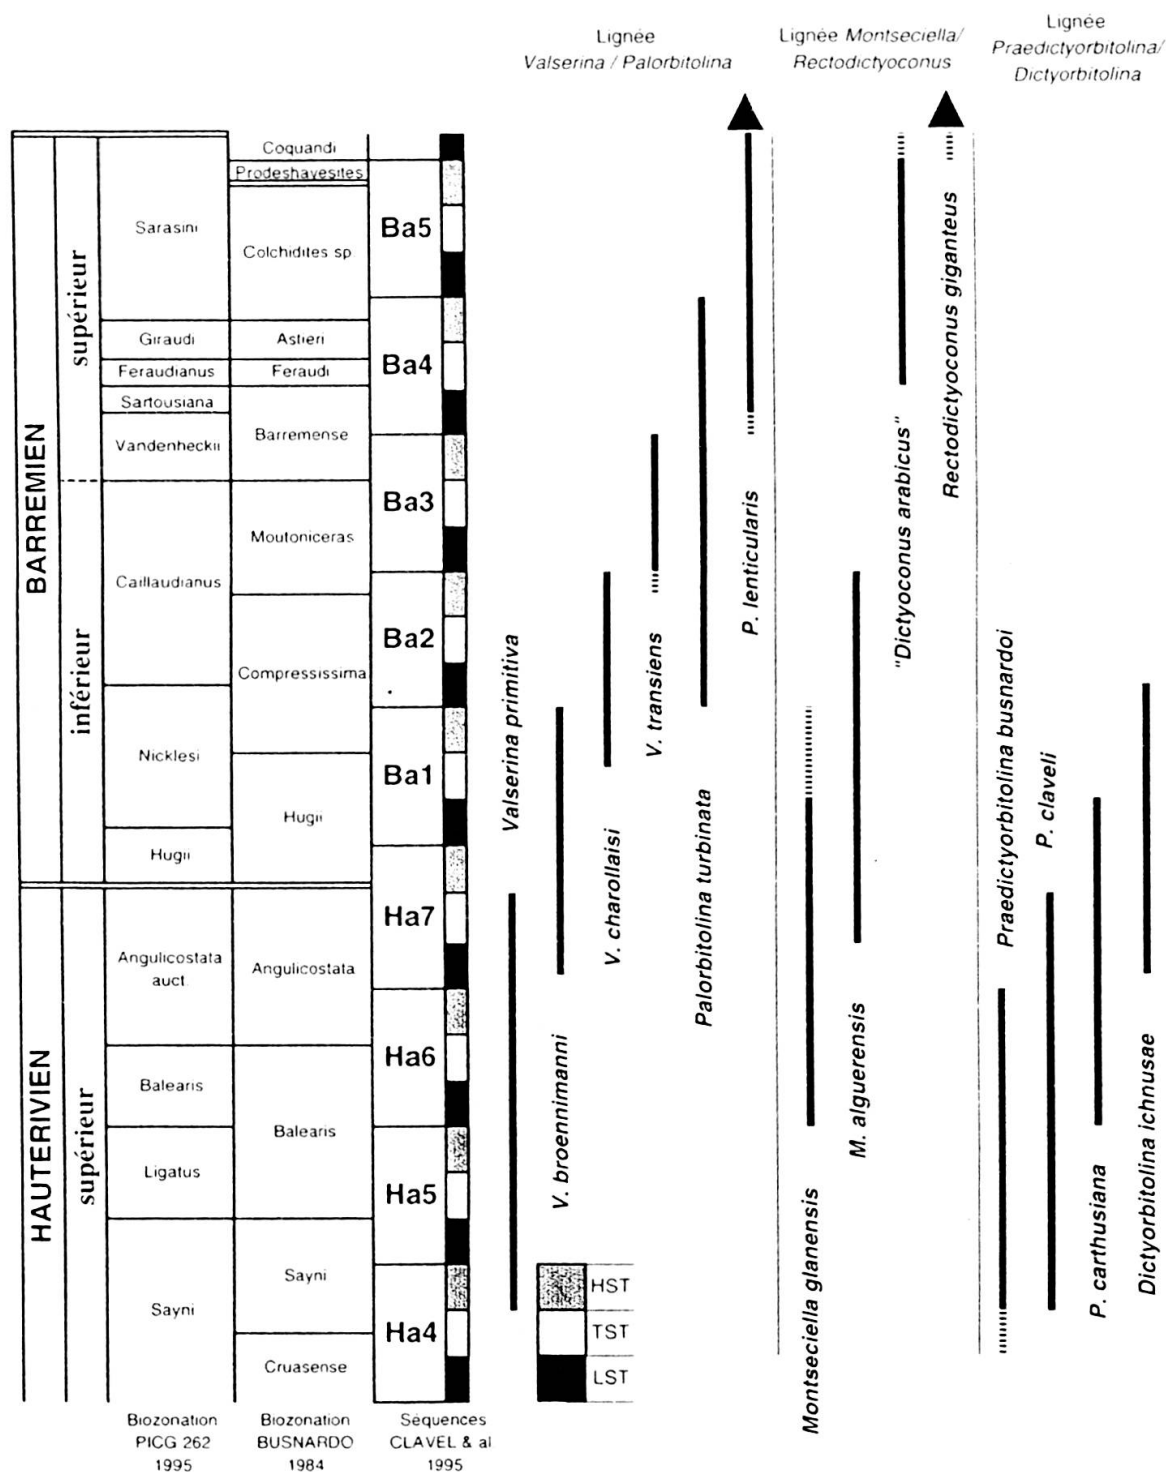 Lignée
Valserina / Palorbitolina
Lignée Montseciella/
Rectodictyoconus
Lignée
Praedictyorbitolina/
Dictyorbitolina
BARREMIEN
HAUTERIVIEN
supérieur
inférieur
supérieur
Sarasini
Giraudi
Feraudianus
Sartousiana
Vandenheckii
Caillaudianus
Nicklesi
Hugii
Angulicostata
auct.
Balearis
Ligatus
Sayni
Coquandi
Prodeshayesites
Colchidites sp.
Astieri
Feraudi
Barremense
Moutoniceras
Compressissima
Hugii
Angulicostata
Balearis
Sayni
Cruasense
Ba5
Ba4
Ba3
Ba2
Ba1
Ha7
Ha6
Ha5
Ha4
Valserina primitiva
V. broennimanni
V. charollaisi
V. transiens
Palorbitolina turbinata
P. lenticularis
Montseciella glanensis
M. alguerensis
"Dictyoconus arabicus"
Rectodictyoconus giganteus
Praedictyorbitolina busnardoi
P. claveli
P. carthusiana
Dictyorbitolina ichnusae
HST
TST
LST
Biozonation
PICG 262
1995
Biozonation
BUSNARDO
1984
Séquences
CLAVEL & al
1995